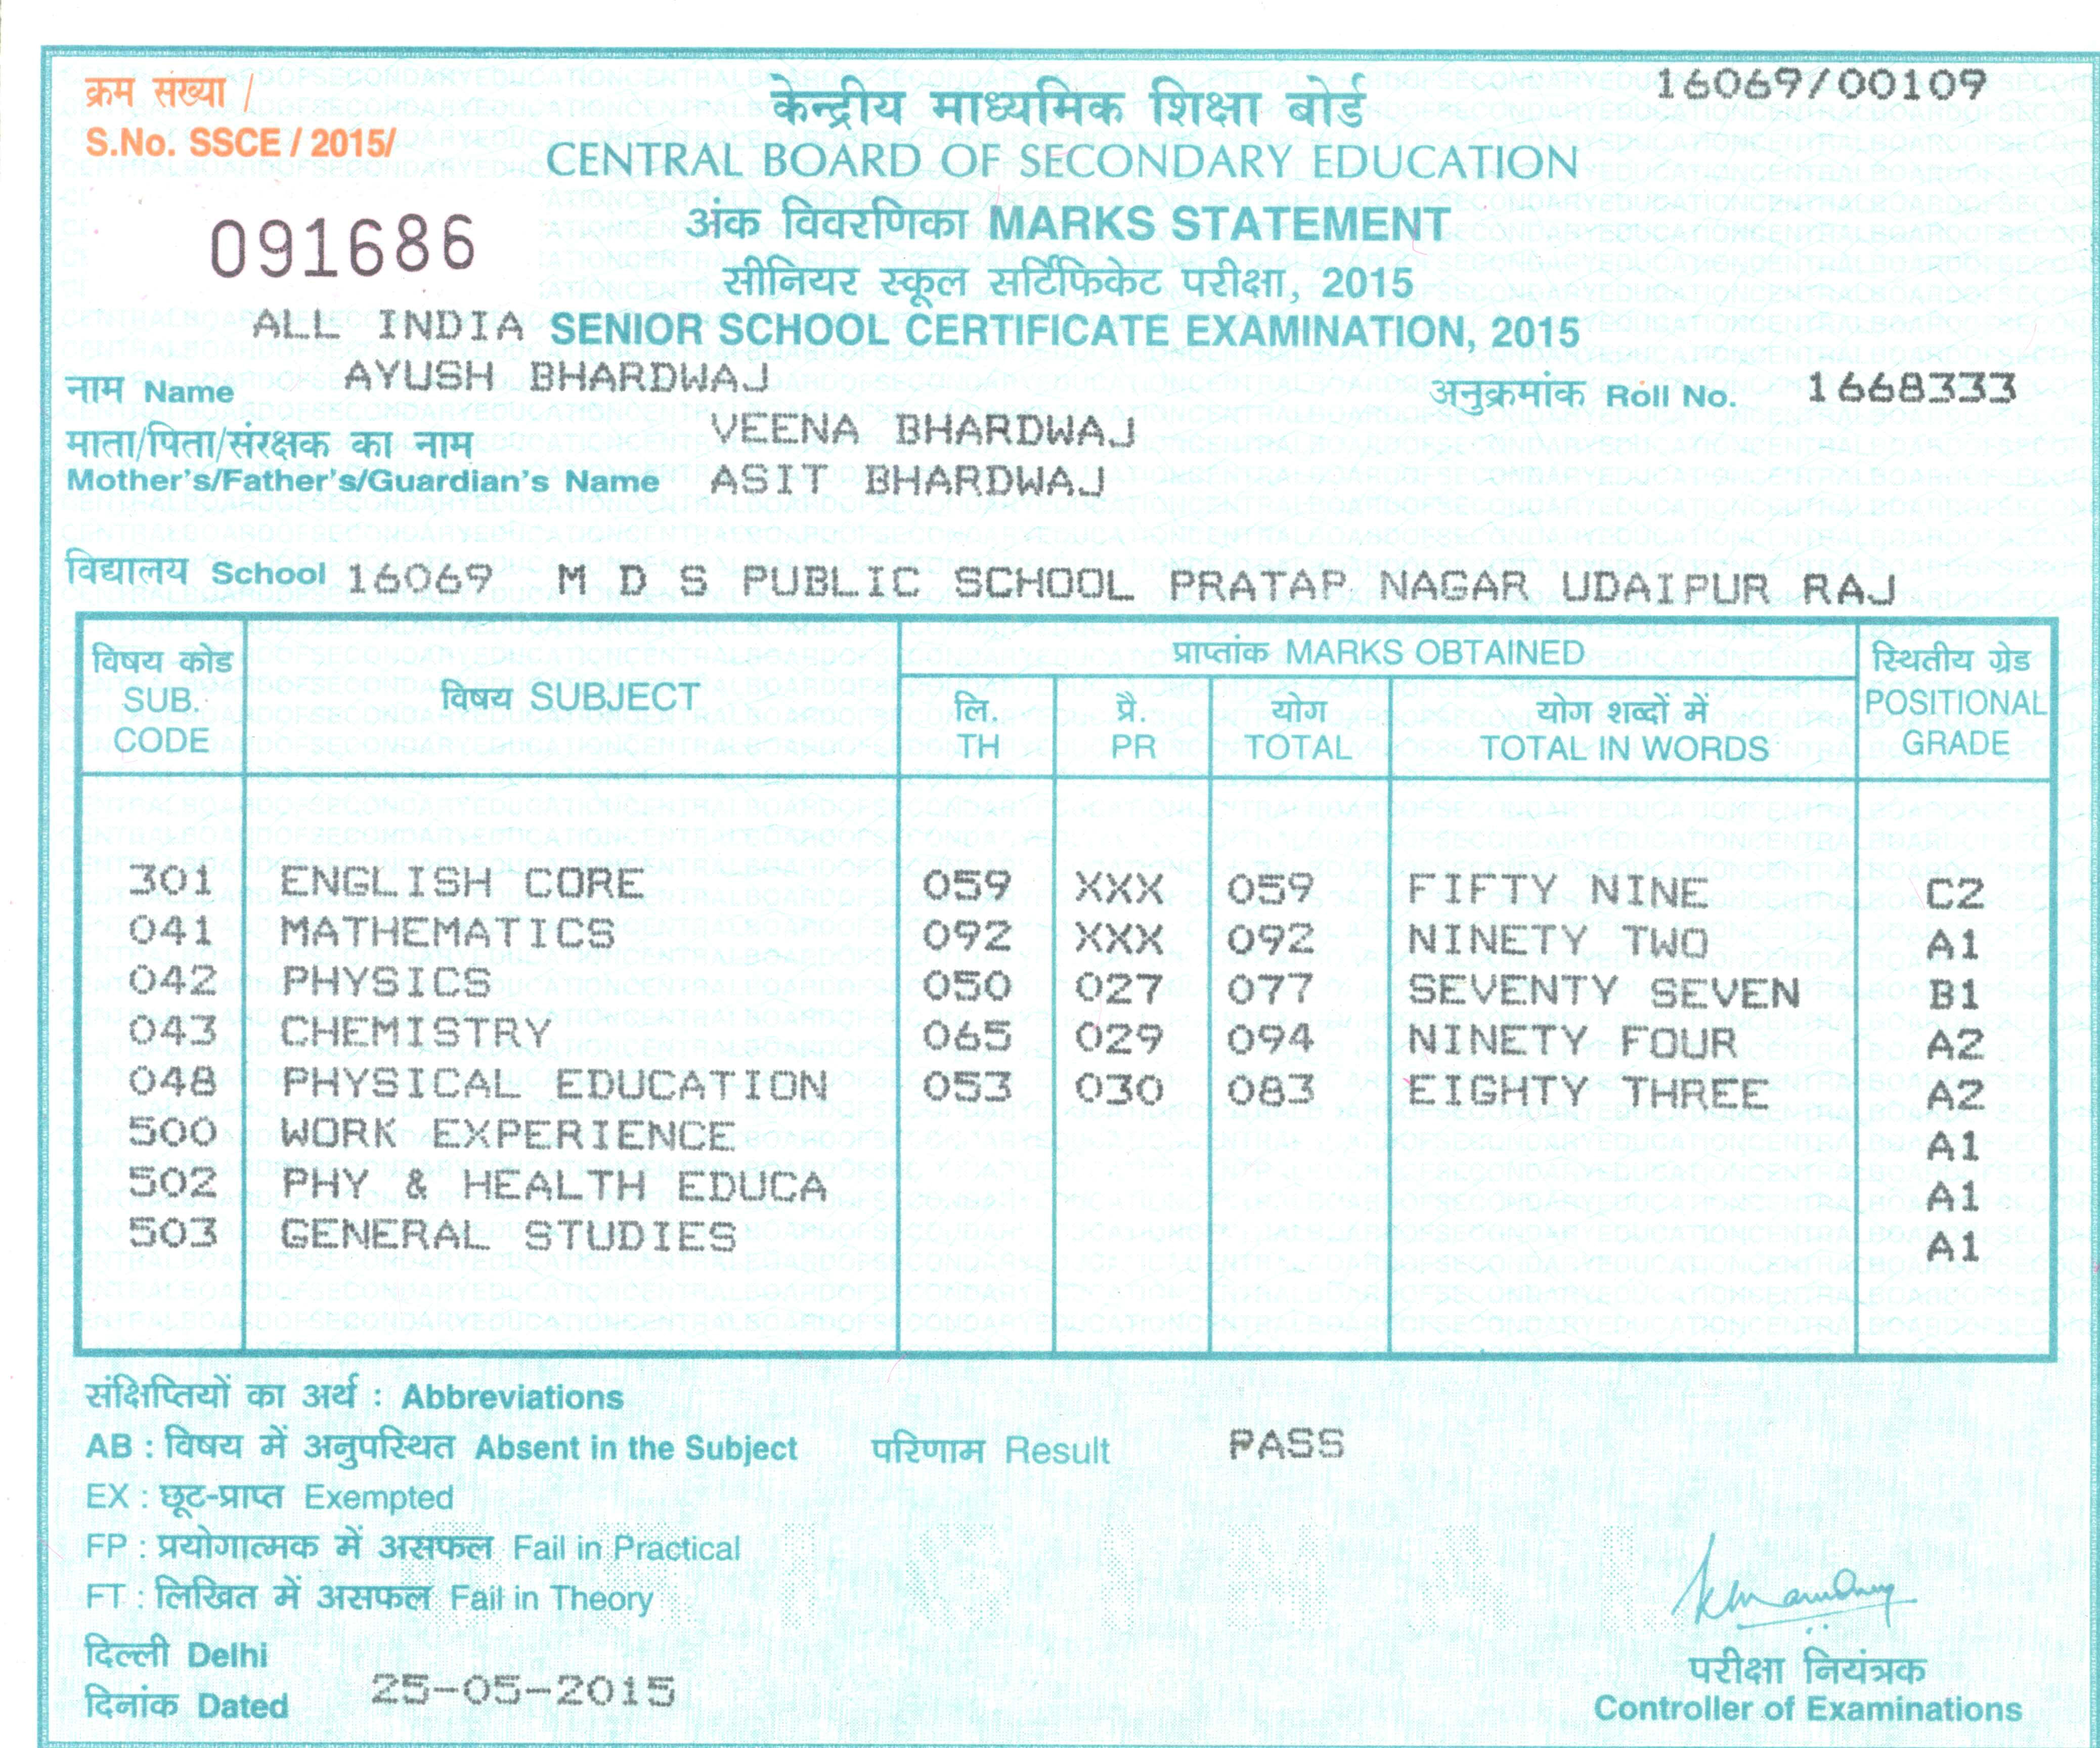 16069/00109
क्रम संख्या /
S.No. SSCE / 2015/
091686
केन्द्रीय माध्यमिक शिक्षा बोर्ड
CENTRAL BOARD OF SECONDARY EDUCATION
अंक विवरणिका MARKS STATEMENT
सीनियर स्कूल सर्टिफिकेट परीक्षा, 2015
ALL INDIA SENIOR SCHOOL CERTIFICATE EXAMINATION, 2015
नाम Name AYUSH BHARDWAJ अनुक्रमांक Roll No. 1668333
माता/पिता/संरक्षक का नाम VEENA BHARDWAJ
Mother's/Father's/Guardian's Name ASIT BHARDWAJ
विद्यालय School 16069 M D S PUBLIC SCHOOL PRATAP NAGAR UDAIPUR RAJ
विषय कोड SUB. CODE विषय SUBJECT प्राप्तांक MARKS OBTAINED स्थितीय ग्रेड POSITIONAL GRADE
लि. TH प्रै. PR योग TOTAL योग शब्दों में TOTAL IN WORDS
301 ENGLISH CORE 059 XXX 059 FIFTY NINE C2
041 MATHEMATICS 092 XXX 092 NINETY TWO A1
042 PHYSICS 050 027 077 SEVENTY SEVEN B1
043 CHEMISTRY 065 029 094 NINETY FOUR A2
048 PHYSICAL EDUCATION 053 030 083 EIGHTY THREE A2
500 WORK EXPERIENCE A1
502 PHY & HEALTH EDUCA A1
503 GENERAL STUDIES A1
संक्षिप्तियों का अर्थ : Abbreviations
AB : विषय में अनुपस्थित Absent in the Subject परिणाम Result PASS
EX : छूट-प्राप्त Exempted
FP : प्रयोगात्मक में असफल Fail in Practical
FT : लिखित में असफल Fail in Theory
दिल्ली Delhi
दिनांक Dated 25-05-2015
परीक्षा नियंत्रक
Controller of Examinations